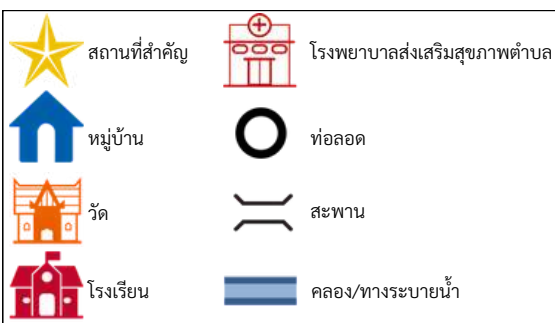 สถานที่สำคัญ
โรงพยาบาลส่งเสริมสุขภาพตำบล
หมู่บ้าน
ท่อลอด
วัด
สะพาน
โรงเรียน
คลอง/ทางระบายน้ำ